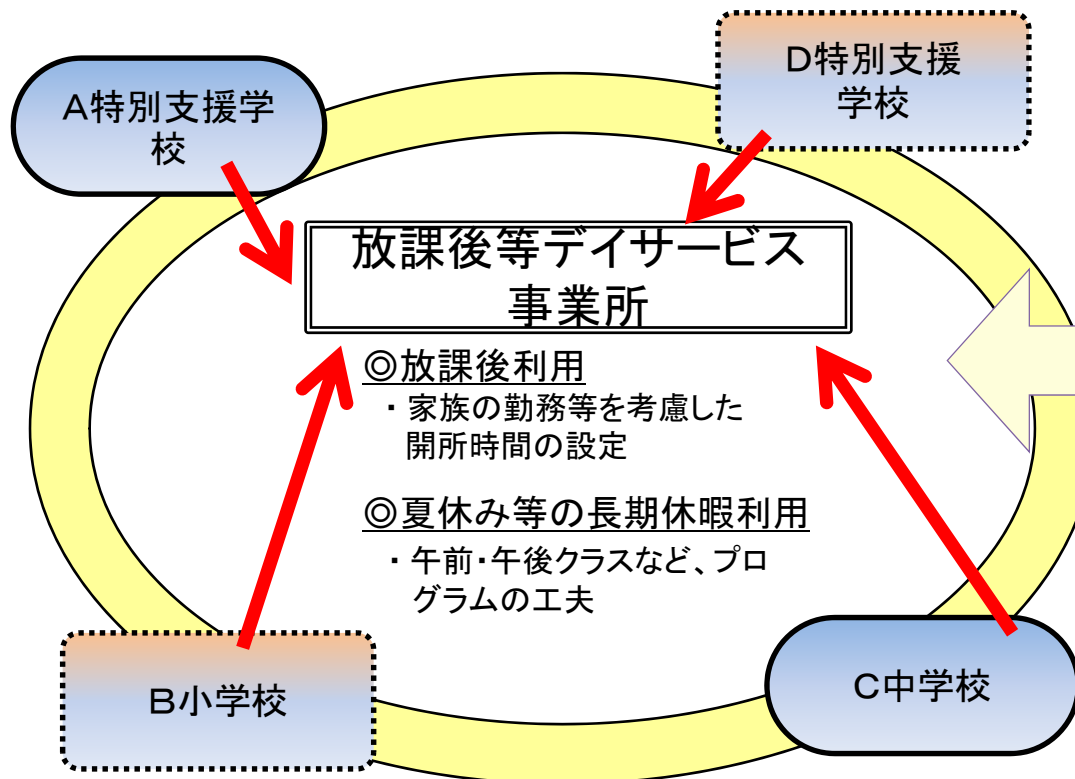 A特別支援学
校
D特別支援
学校
放課後等デイサービス
事業所
◎放課後利用
・家族の勤務等を考慮した
開所時間の設定
◎夏休み等の長期休暇利用
・午前・午後クラスなど、プロ
グラムの工夫
B小学校
C中学校